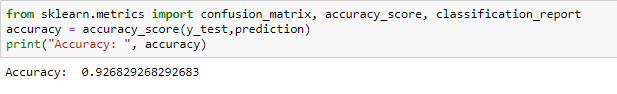 from sklearn.metrics import confusion_matrix, accuracy_score, classification_report
accuracy = accuracy_score(y_test,prediction)
print("Accuracy: ", accuracy)
Accuracy:  0.926829268292683